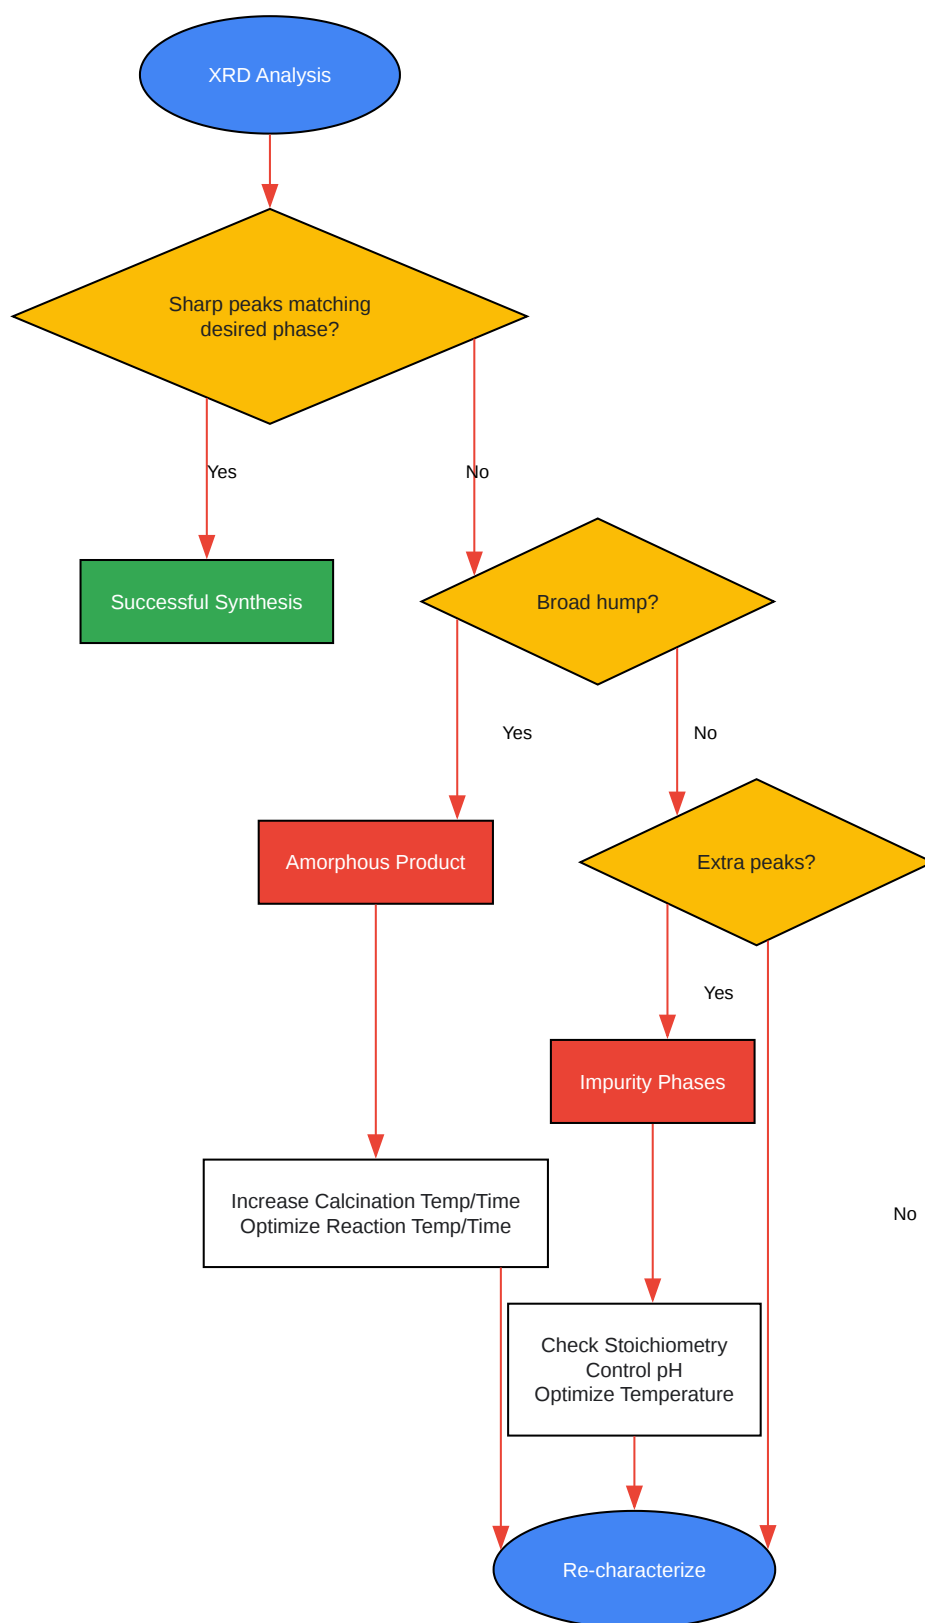 XRD Analysis
Sharp peaks matching
desired phase?
Yes
No
Successful Synthesis
Broad hump?
Yes
No
Amorphous Product
Extra peaks?
Yes
Impurity Phases
Increase Calcination Temp/Time
Optimize Reaction Temp/Time
No
Check Stoichiometry
Control pH
Optimize Temperature
Re-characterize